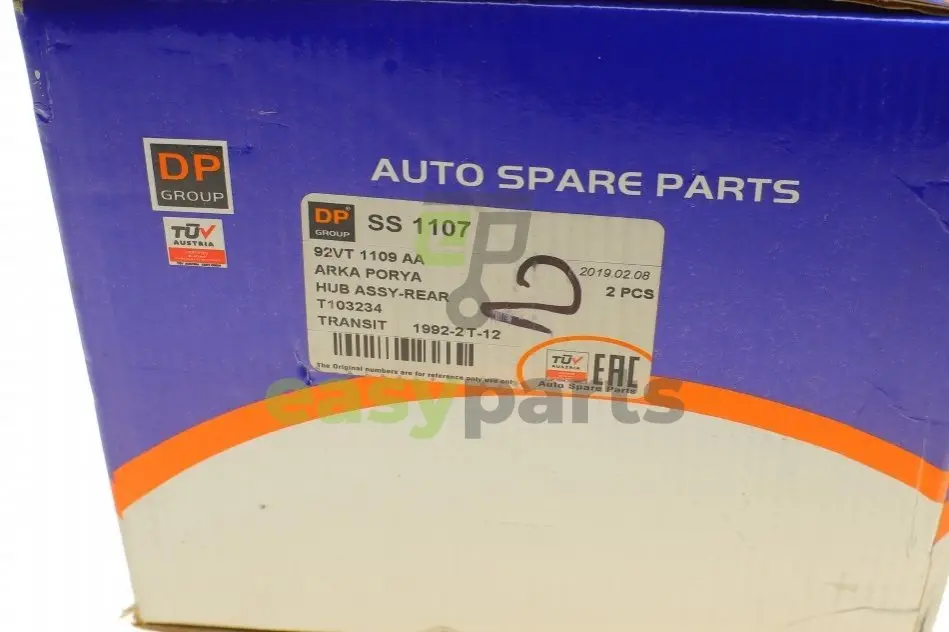 DP
GROUP
TÜV
AUSTRIA
AUTO SPARE PARTS
DP
GROUP
SS 1107
92VT 1109 AA
ARKA PORYA
HUB ASSY-REAR
T103234
TRANSIT 1992-2T-12
2019.02.08
2 PCS
The Original numbers are for reference only use on
TÜV
AUSTRIA
EAC
Auto Spare Parts
easyparts